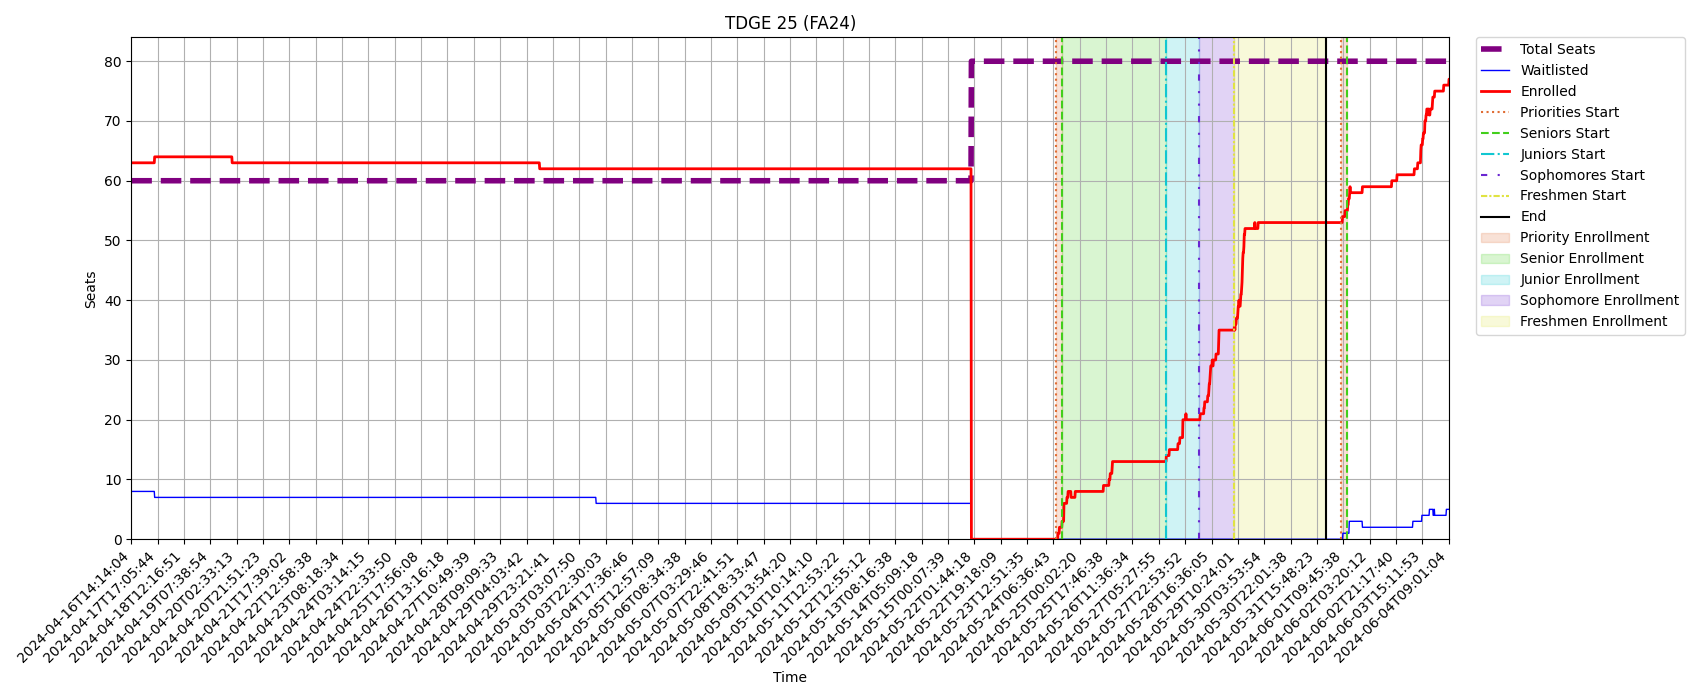 TDGE 25 (FA24)
Seats
80
70
60
50
40
30
20
10
0
2024-04-16T14:14:04
2024-04-17T17:05:44
2024-04-18T12:16:51
2024-04-19T07:38:54
2024-04-20T02:33:13
2024-04-20T21:51:23
2024-04-21T17:39:02
2024-04-22T12:58:38
2024-04-23T08:18:34
2024-04-24T03:14:15
2024-04-24T22:33:50
2024-04-25T17:56:08
2024-04-26T13:16:18
2024-04-27T10:49:39
2024-04-28T09:09:33
2024-04-29T04:03:42
2024-04-29T23:21:41
2024-05-03T03:07:50
2024-05-03T22:30:03
2024-05-04T17:36:46
2024-05-05T12:57:09
2024-05-06T08:34:38
2024-05-07T03:29:46
2024-05-07T22:41:51
2024-05-08T18:33:47
2024-05-09T13:54:20
2024-05-10T10:14:10
2024-05-11T12:53:22
2024-05-12T12:55:12
2024-05-13T08:16:38
2024-05-14T05:09:18
2024-05-15T00:07:39
2024-05-22T01:44:18
2024-05-22T19:18:09
2024-05-23T12:51:35
2024-05-24T06:36:43
2024-05-25T00:02:20
2024-05-25T17:46:38
2024-05-26T11:36:34
2024-05-27T05:27:55
2024-05-27T22:53:52
2024-05-28T16:36:05
2024-05-29T10:24:01
2024-05-30T03:53:54
2024-05-30T22:01:38
2024-05-31T15:48:23
2024-06-01T09:45:38
2024-06-02T03:20:12
2024-06-02T21:17:40
2024-06-03T15:11:53
2024-06-04T09:01:04
Time
Total Seats
Waitlisted
Enrolled
Priorities Start
Seniors Start
Juniors Start
Sophomores Start
Freshmen Start
End
Priority Enrollment
Senior Enrollment
Junior Enrollment
Sophomore Enrollment
Freshmen Enrollment